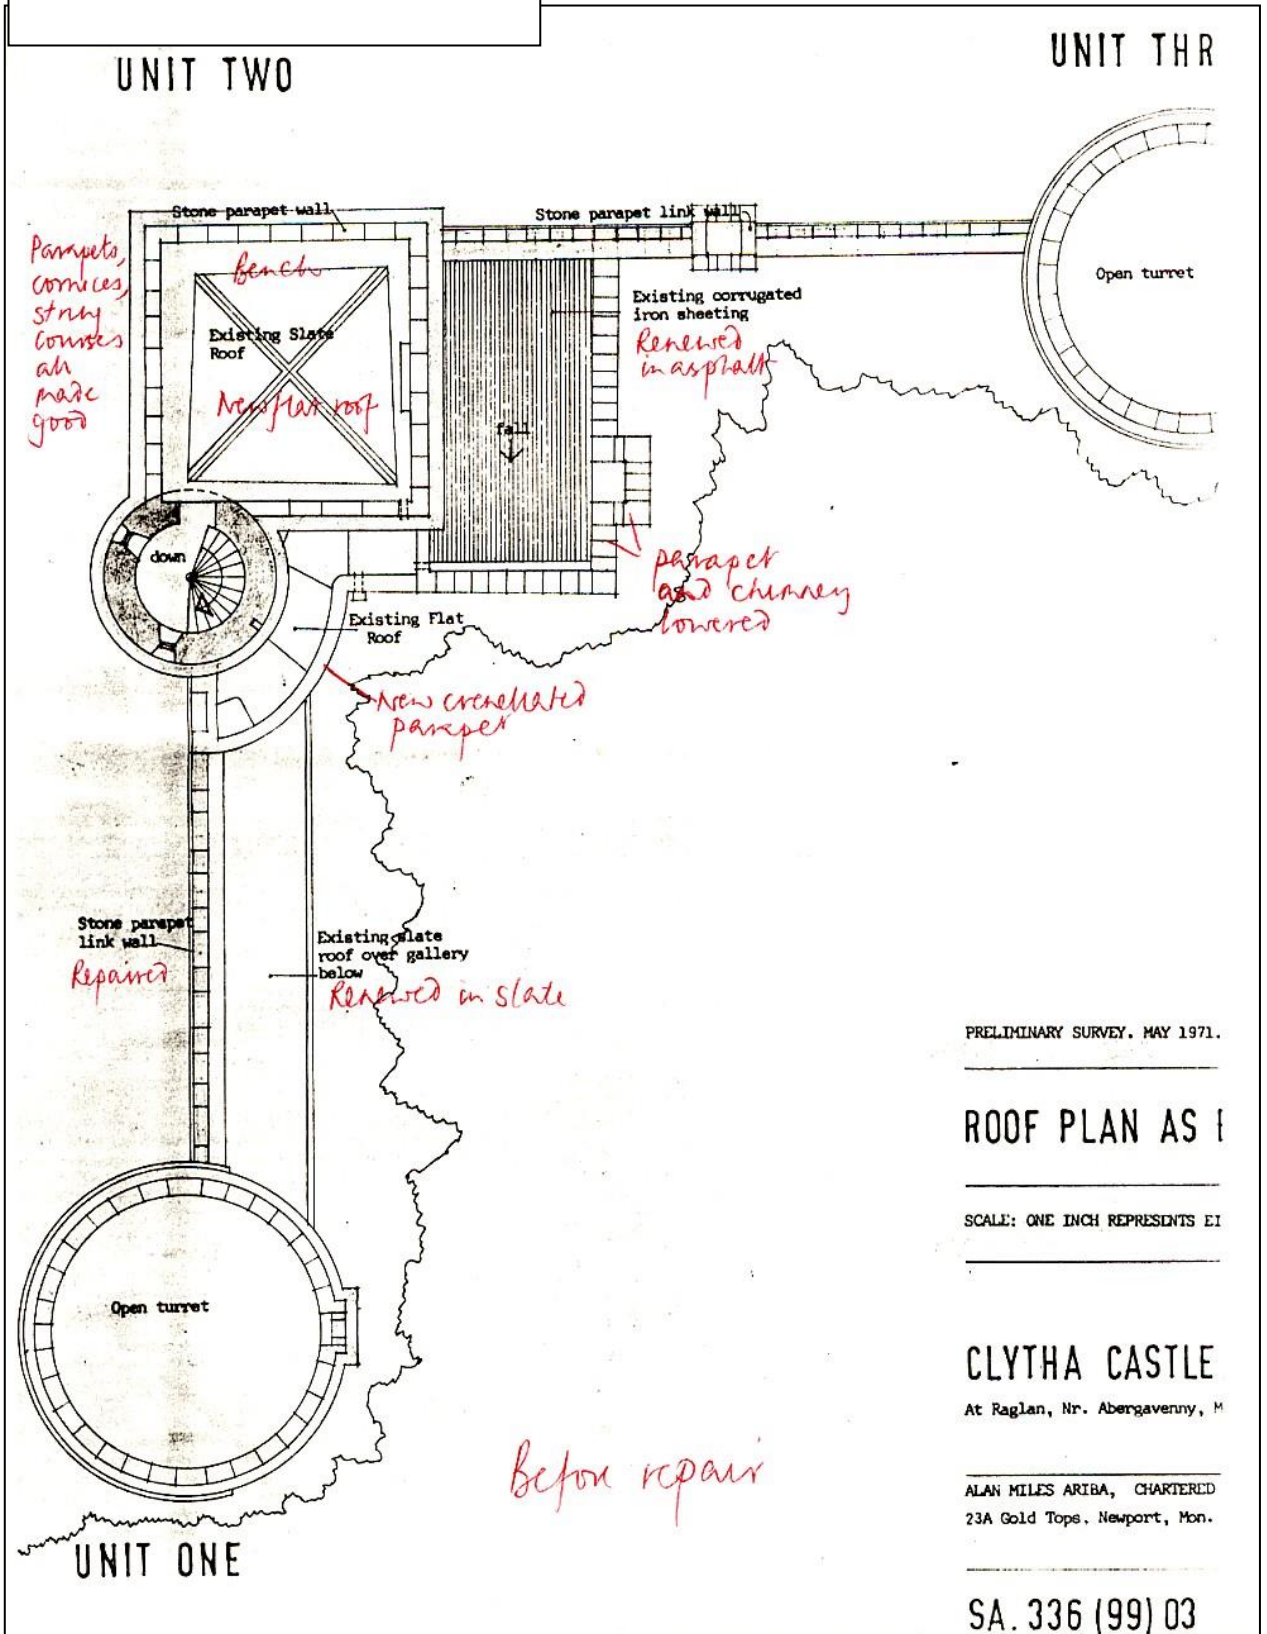 UNIT TWO
UNIT THR
Stone parapet wall
Stone parapet link wall
Parapets,
cornices,
string
courses
all
made
good
Bench
Existing Slate
Roof
New flat roof
Existing corrugated
iron sheeting
Renewed
in asphalt
Open turret
fall
down
parapet
and chimney
lowered
Existing Flat
Roof
New crenellated
parapet
Stone parapet
link wall
Repaired
Existing slate
roof over gallery
below
Renewed in slate
PRELIMINARY SURVEY. MAY 1971.
ROOF PLAN AS
SCALE: ONE INCH REPRESENTS EI
Open turret
CLYTHA CASTLE
At Raglan, Nr. Abergavenny, M
Before repair
ALAN MILES ARIBA, CHARTERED
23A Gold Tops, Newport, Mon.
UNIT ONE
SA. 336 (99) 03